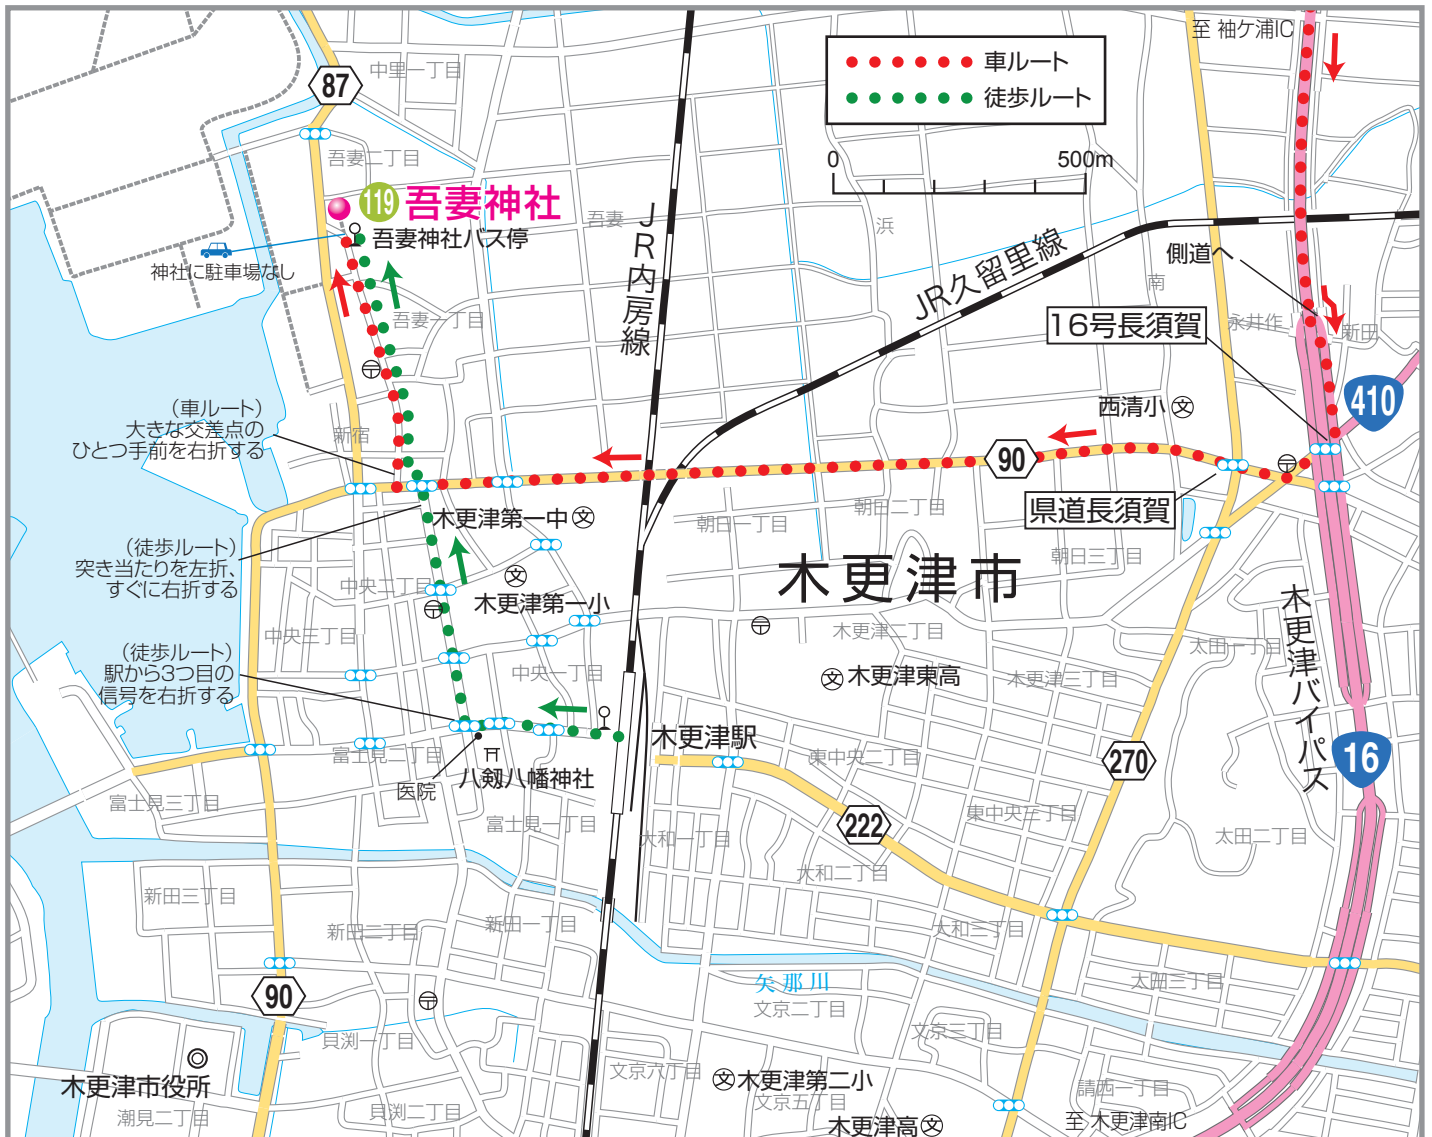 至 袖ケ浦IC
車ルート
徒歩ルート
0
500m
87
中里一丁目
吾妻二丁目
119
吾妻神社
吾妻神社バス停
神社に駐車場なし
吾妻
浜
JR内房線
JR久留里線
側道へ
南
永井作
新田
16号長須賀
410
吾妻一丁目
西清小
(車ルート)
大きな交差点の
ひとつ手前を右折する
新宿
90
県道長須賀
木更津第一中
朝日一丁目
朝日二丁目
朝日三丁目
(徒歩ルート)
突き当たりを左折、
すぐに右折する
中央二丁目
木更津第一小
木更津市
木更津二丁目
太田一丁目
木更津バイパス
中央三丁目
(徒歩ルート)
駅から3つ目の
信号を右折する
中央一丁目
木更津東高
木更津三丁目
木更津駅
富士見二丁目
八剱八幡神社
医院
東中央二丁目
270
16
富士見三丁目
富士見一丁目
大和一丁目
222
東中央三丁目
太田二丁目
大和二丁目
新田三丁目
新田二丁目
新田一丁目
大和三丁目
矢那川
太田三丁目
90
文京二丁目
文京三丁目
貝渕一丁目
木更津市役所
潮見二丁目
貝渕二丁目
文京六丁目
木更津第二小
文京五丁目
木更津高
請西一丁目
至 木更津南IC